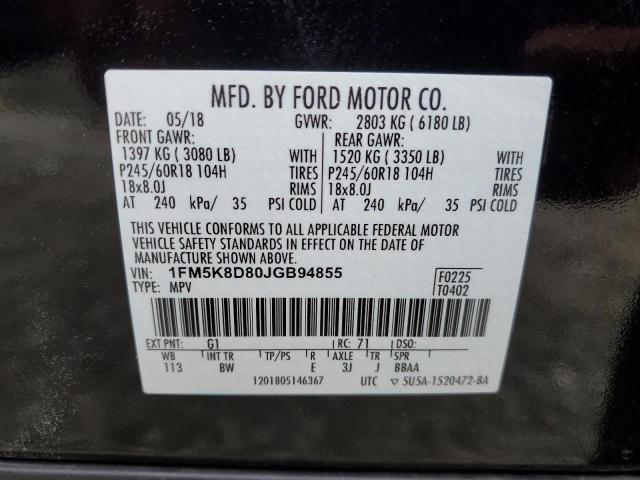 MFD. BY FORD MOTOR CO.
DATE: 05/18 GVWR: 2803 KG ( 6180 LB)
FRONT GAWR: REAR GAWR:
1397 KG ( 3080 LB) WITH 1520 KG ( 3350 LB) WITH
P245/60R18 104H TIRES P245/60R18 104H TIRES
18x8.0J RIMS 18x8.0J RIMS
AT 240 kPa/ 35 PSI COLD AT 240 kPa/ 35 PSI COLD
THIS VEHICLE CONFORMS TO ALL APPLICABLE FEDERAL MOTOR
VEHICLE SAFETY STANDARDS IN EFFECT ON THE DATE OF
MANUFACTURE SHOWN ABOVE.
VIN: 1FM5K8D80JGB94855 F0225
TYPE: MPV T0402
EXT PNT: G1 RC: 71 DSO:
WB INT TR TP/PS R AXLE TR SPR
113 BW E 3J J BBAA
1201805146367 UTC ▽ 5U5A-1520472-BA